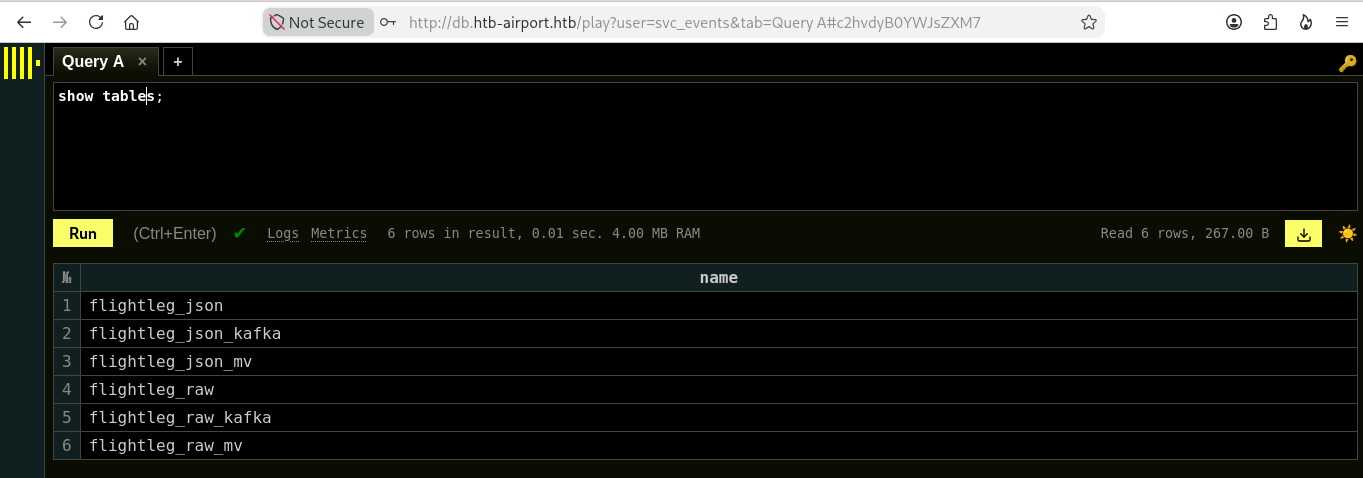 Not Secure http://db.htb-airport.htb/play?user=svc_events&tab=Query A#c2hvdyB0YWJsZXM7
Query A × +
show tables;
Run (Ctrl+Enter) ✔ Logs Metrics 6 rows in result, 0.01 sec. 4.00 MB RAM Read 6 rows, 267.00 B
№ name
1 flightleg_json
2 flightleg_json_kafka
3 flightleg_json_mv
4 flightleg_raw
5 flightleg_raw_kafka
6 flightleg_raw_mv